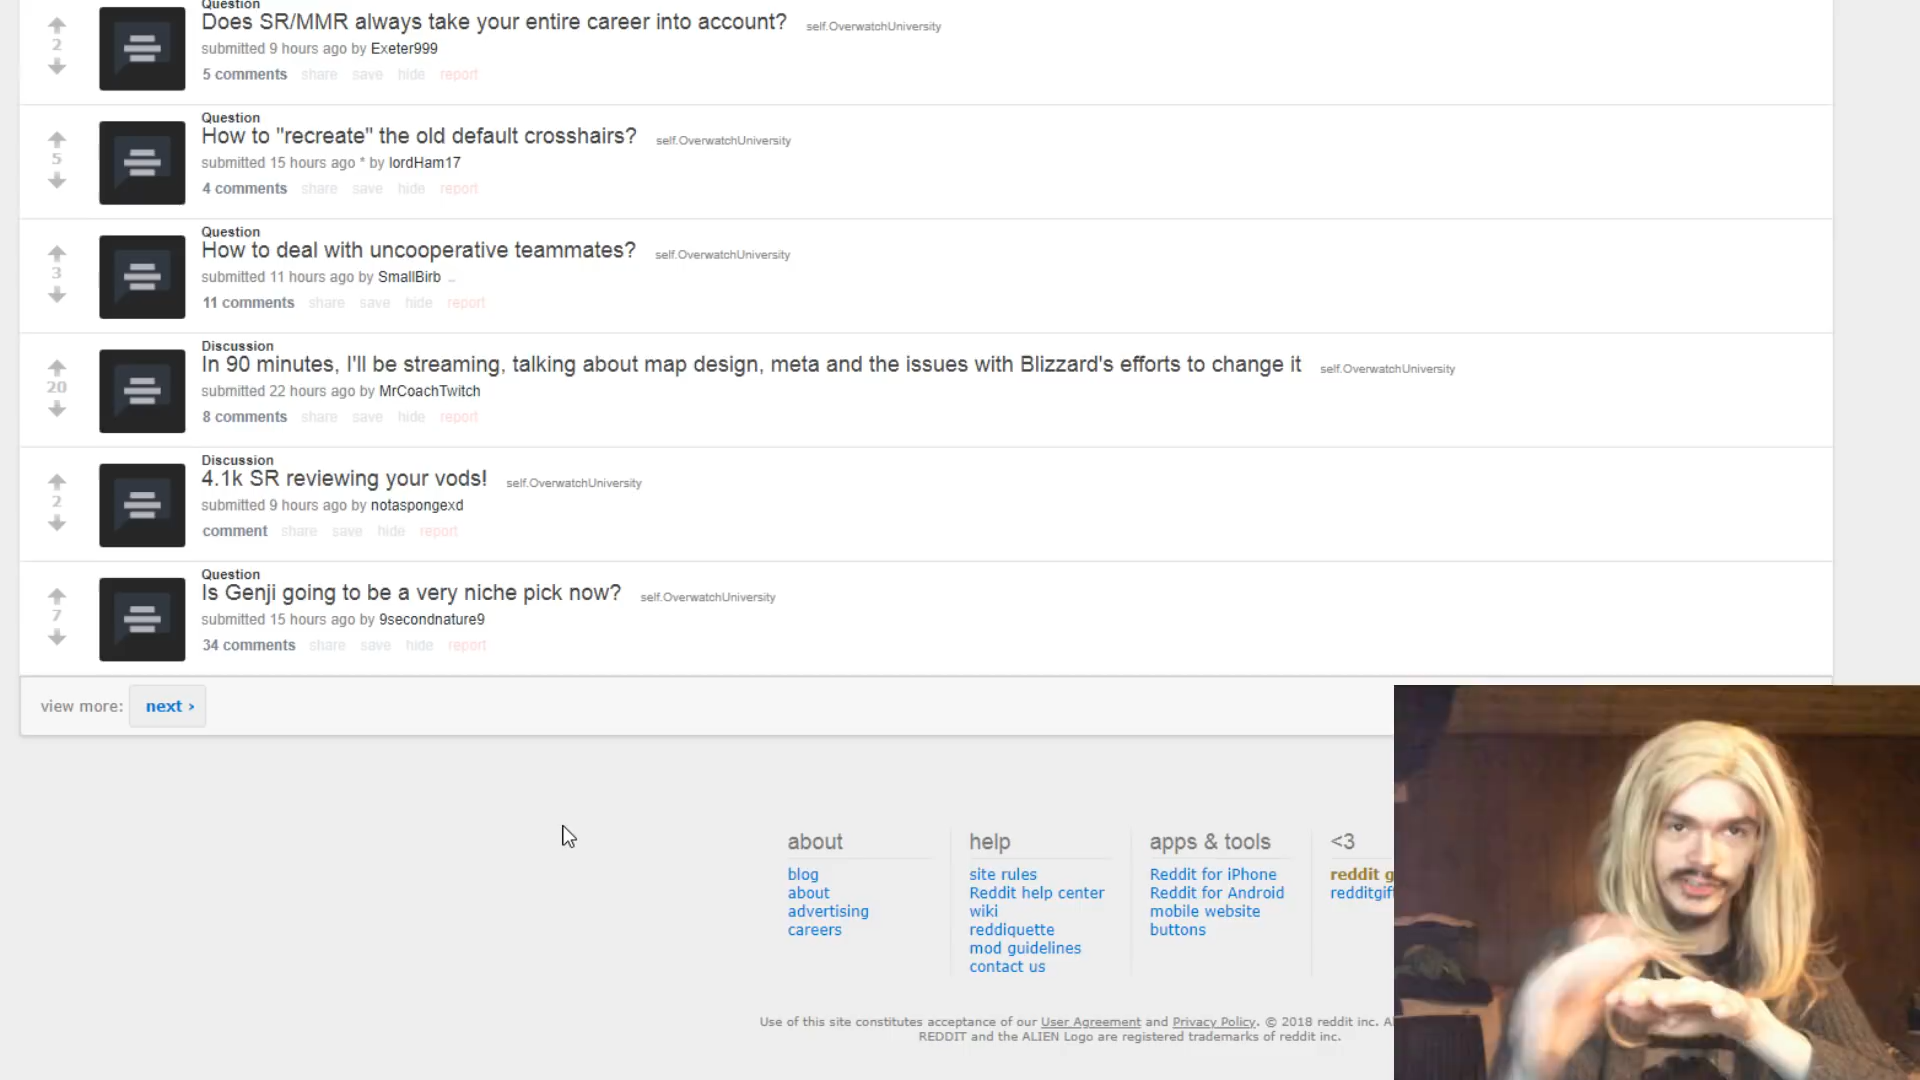 Question
Does SR/MMR always take your entire career into account? self.OverwatchUniversity
2
submitted 9 hours ago by Exeter999
5 comments share save hide report
Question
How to "recreate" the old default crosshairs? self.OverwatchUniversity
5
submitted 15 hours ago * by lordHam17
4 comments share save hide report
Question
How to deal with uncooperative teammates? self.OverwatchUniversity
3
submitted 11 hours ago by SmallBirb
11 comments share save hide report
Discussion
In 90 minutes, I'll be streaming, talking about map design, meta and the issues with Blizzard's efforts to change it self.OverwatchUniversity
20
submitted 22 hours ago by MrCoachTwitch
8 comments share save hide report
Discussion
4.1k SR reviewing your vods! self.OverwatchUniversity
2
submitted 9 hours ago by notaspongexd
comment share save hide report
Question
Is Genji going to be a very niche pick now? self.OverwatchUniversity
7
submitted 15 hours ago by 9secondnature9
34 comments share save hide report
view more: next ›
about
blog
about
advertising
careers
help
site rules
Reddit help center
wiki
reddiquette
mod guidelines
contact us
apps & tools
Reddit for iPhone
Reddit for Android
mobile website
buttons
<3
reddit g
redditgif
Use of this site constitutes acceptance of our User Agreement and Privacy Policy. © 2018 reddit inc. A
REDDIT and the ALIEN Logo are registered trademarks of reddit inc.